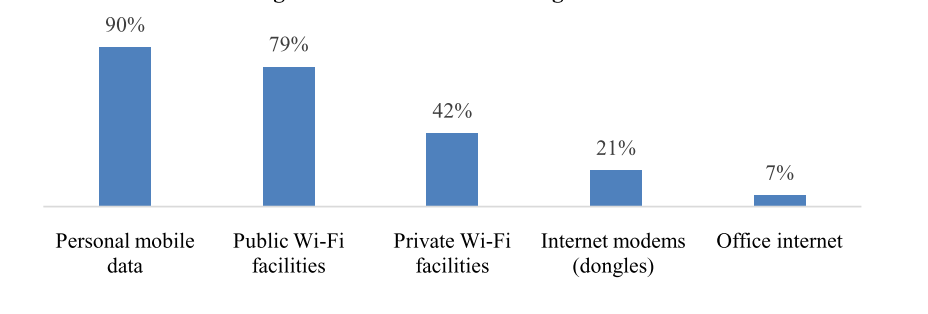 90%
79%
42%
21%
7%
Personal mobile data
Public Wi-Fi facilities
Private Wi-Fi facilities
Internet modems (dongles)
Office internet